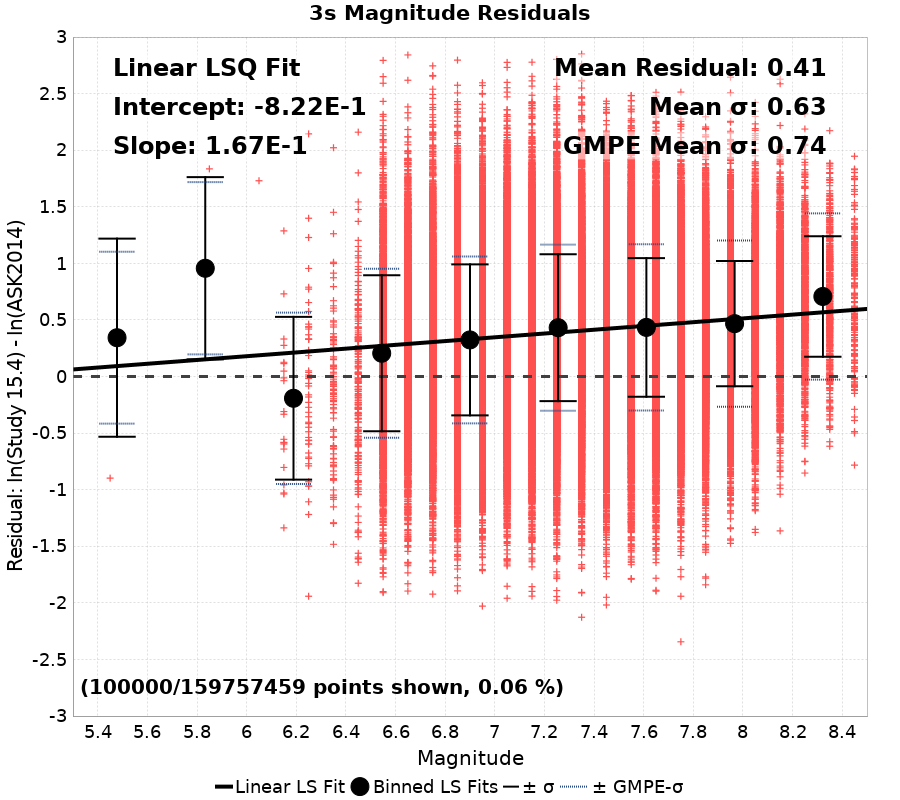 3s Magnitude Residuals
Linear LSQ Fit
Intercept: -8.22E-1
Slope: 1.67E-1
Mean Residual: 0.41
Mean σ: 0.63
GMPE Mean σ: 0.74
Residual: ln(Study 15.4) - ln(ASK2014)
3
2.5
2
1.5
1
0.5
0
-0.5
-1
-1.5
-2
-2.5
-3
(100000/159757459 points shown, 0.06 %)
5.4 5.6 5.8 6 6.2 6.4 6.6 6.8 7 7.2 7.4 7.6 7.8 8 8.2 8.4
Magnitude
Linear LS Fit Binned LS Fits ± σ ± GMPE-σ